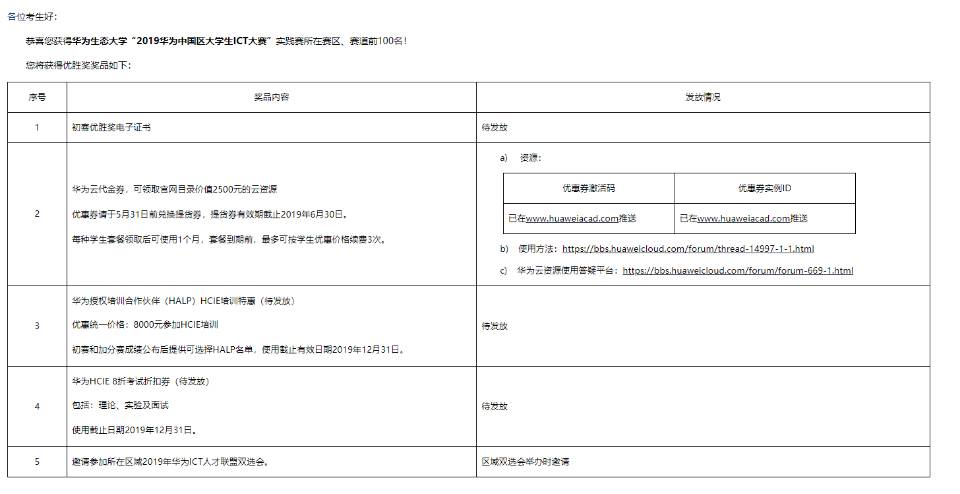 各位考生好：
恭喜您获得华为生态大学“2019华为中国区大学生ICT大赛”实践赛所在赛区、赛道前100名！
您将获得优胜奖奖品如下：
序号 奖品内容 发放情况
1 初赛优胜奖电子证书 待发放
2
华为云代金券，可领取官网目录价值2500元的云资源
优惠券请于5月31日前兑换提货券，提货券有效期截止2019年6月30日。
每种学生套餐领取后可使用1个月，套餐到期前，最多可按学生优惠价格续费3次。
a) 资源：
优惠券激活码 优惠券实例ID
已在www.huaweiacad.com推送 已在www.huaweiacad.com推送
b) 使用方法：https://bbs.huaweicloud.com/forum/thread-14997-1-1.html
c) 华为云资源使用答疑平台：https://bbs.huaweicloud.com/forum/forum-669-1.html
3
华为授权培训合作伙伴（HALP）HCIE培训特惠（待发放）
优惠统一价格：8000元参加HCIE培训
初赛和加分赛成绩公布后提供可选择HALP名单，使用截止有效日期2019年12月31日。
待发放
4
华为HCIE 8折考试折扣券（待发放）
包括：理论、实验及面试
使用截止日期2019年12月31日。
待发放
5 邀请参加所在区域2019年华为ICT人才联盟双选会。 区域双选会举办时邀请